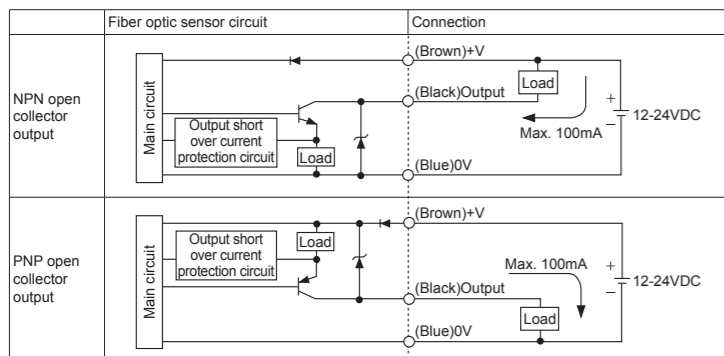 Fiber optic sensor circuit
Connection
NPN open
collector
output
Main circuit
Output short
over current
protection circuit
Load
(Brown)+V
(Black)Output
(Blue)0V
Load
Max. 100mA
+
−
12-24VDC
PNP open
collector
output
Main circuit
Output short
over current
protection circuit
Load
(Brown)+V
(Black)Output
(Blue)0V
Max. 100mA
Load
+
−
12-24VDC